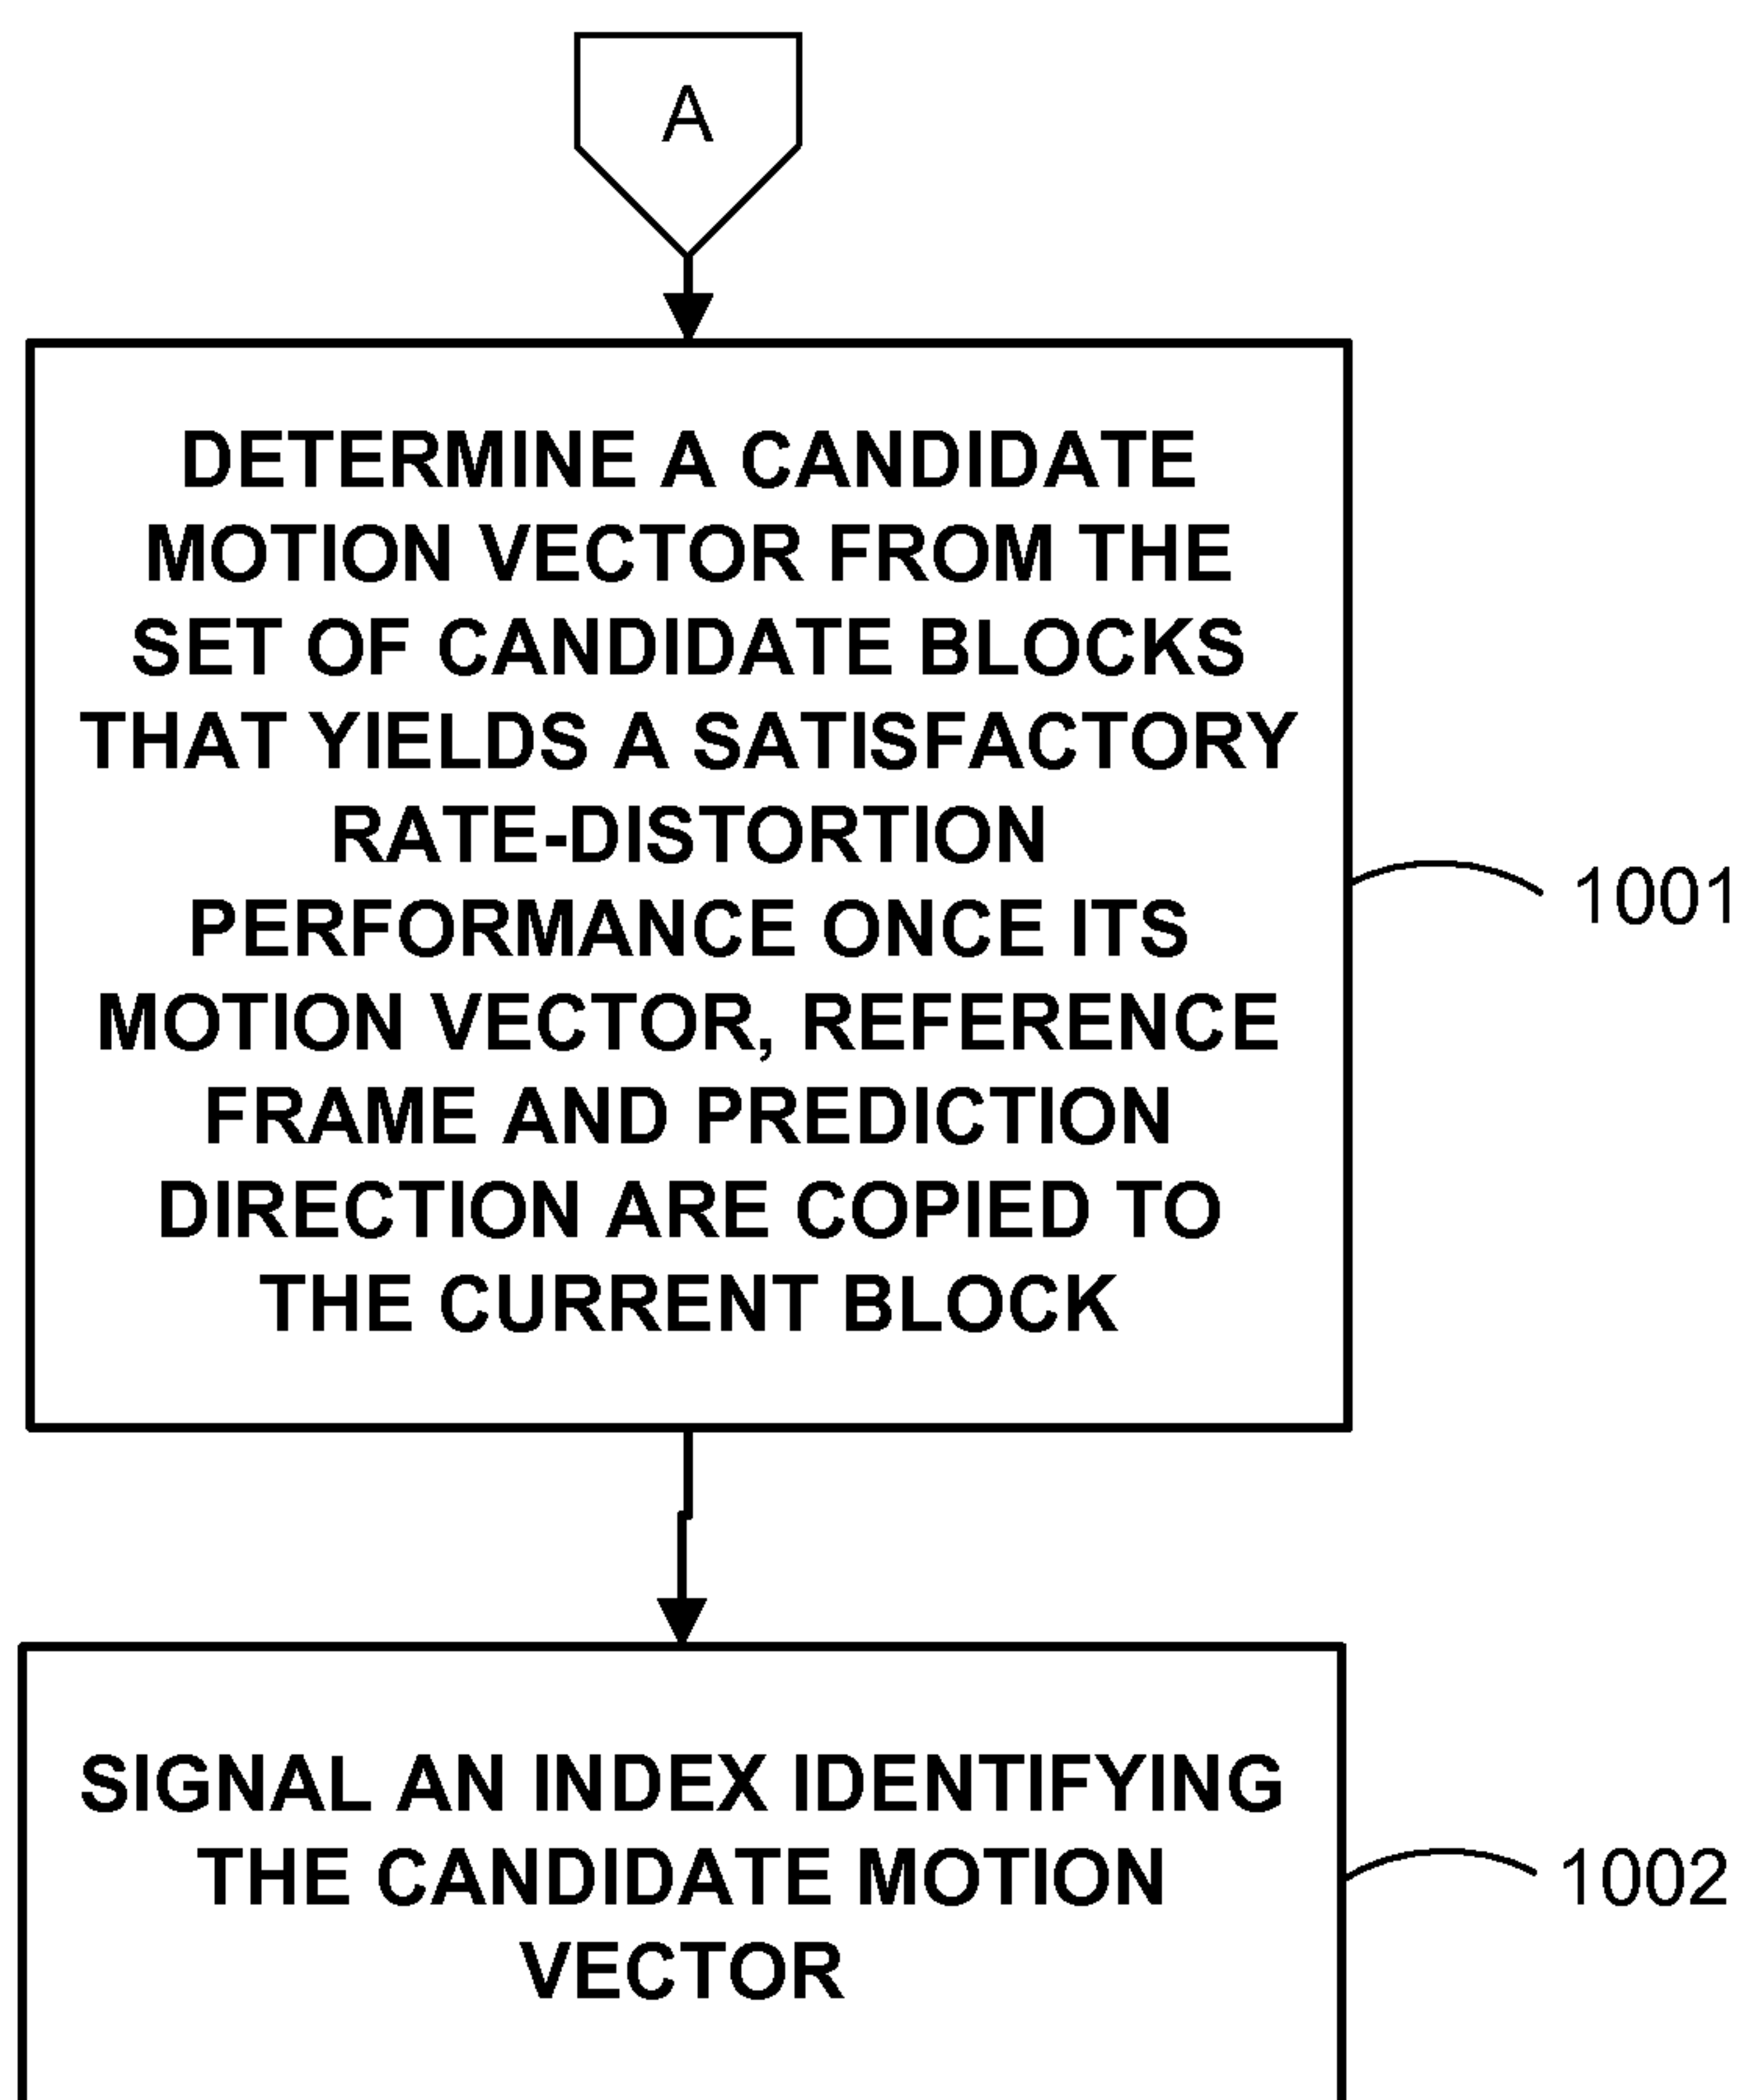 A
DETERMINE A CANDIDATE
MOTION VECTOR FROM THE
SET OF CANDIDATE BLOCKS
THAT YIELDS A SATISFACTORY
RATE-DISTORTION
PERFORMANCE ONCE ITS
MOTION VECTOR, REFERENCE
FRAME AND PREDICTION
DIRECTION ARE COPIED TO
THE CURRENT BLOCK
1001
SIGNAL AN INDEX IDENTIFYING
THE CANDIDATE MOTION
VECTOR
1002